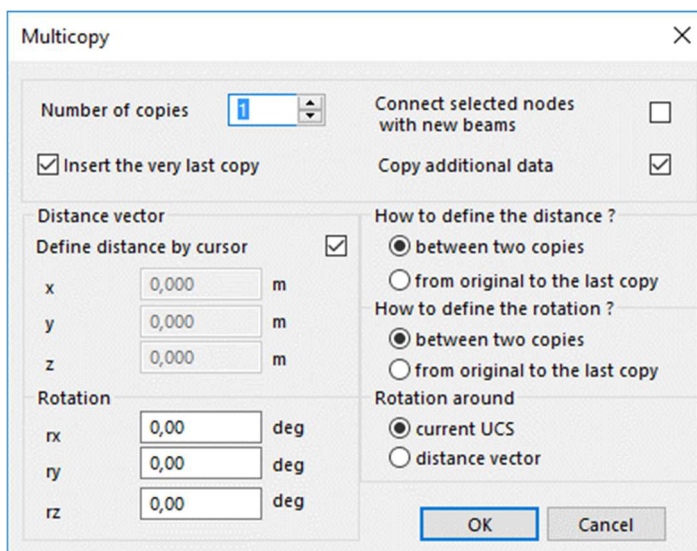 Multicopy
Number of copies 1
Connect selected nodes
with new beams
Insert the very last copy
Copy additional data
Distance vector
Define distance by cursor
x 0,000 m
y 0,000 m
z 0,000 m
Rotation
rx 0,00 deg
ry 0,00 deg
rz 0,00 deg
How to define the distance ?
between two copies
from original to the last copy
How to define the rotation ?
between two copies
from original to the last copy
Rotation around
current UCS
distance vector
OK Cancel